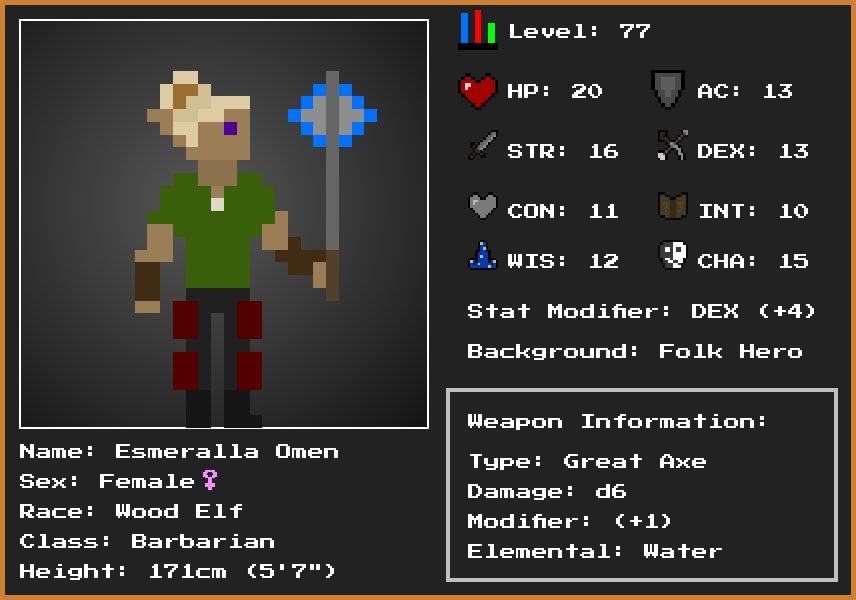 Level: 77
HP: 20 AC: 13
STR: 16 DEX: 13
CON: 11 INT: 10
WIS: 12 CHA: 15
Stat Modifier: DEX (+4)
Background: Folk Hero
Weapon Information:
Type: Great Axe
Damage: d6
Modifier: (+1)
Elemental: Water
Name: Esmeralla Omen
Sex: Female♀
Race: Wood Elf
Class: Barbarian
Height: 171cm (5'7")